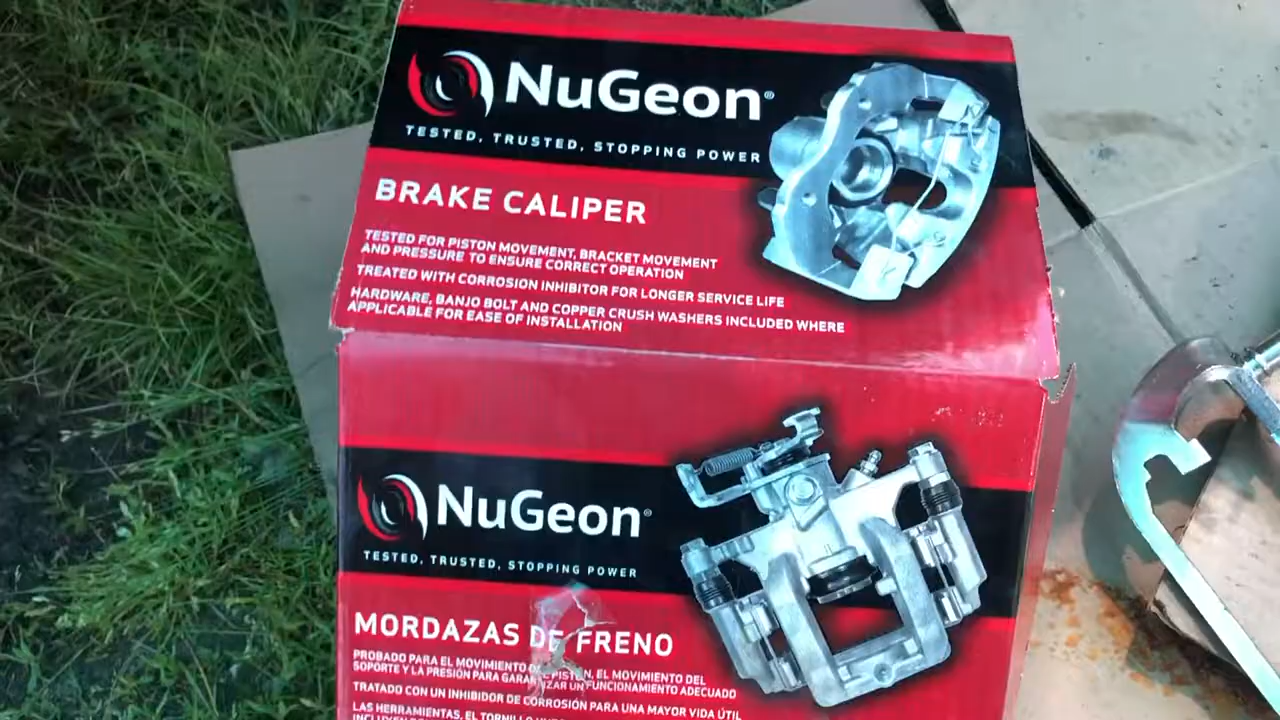 NuGeon®
TESTED, TRUSTED, STOPPING POWER
BRAKE CALIPER
TESTED FOR PISTON MOVEMENT, BRACKET MOVEMENT
AND PRESSURE TO ENSURE CORRECT OPERATION
TREATED WITH CORROSION INHIBITOR FOR LONGER SERVICE LIFE
HARDWARE, BANJO BOLT AND COPPER CRUSH WASHERS INCLUDED WHERE
APPLICABLE FOR EASE OF INSTALLATION
NuGeon®
TESTED, TRUSTED, STOPPING POWER
MORDAZAS DE FRENO
PROBADO PARA EL MOVIMIENTO DEL PISTÓN, EL MOVIMIENTO DEL
SOPORTE Y LA PRESIÓN PARA GARANTIZAR UN FUNCIONAMIENTO ADECUADO
TRATADO CON UN INHIBIDOR DE CORROSIÓN PARA UNA MAYOR VIDA ÚTIL
LAS HERRAMIENTAS, EL TORNILLO